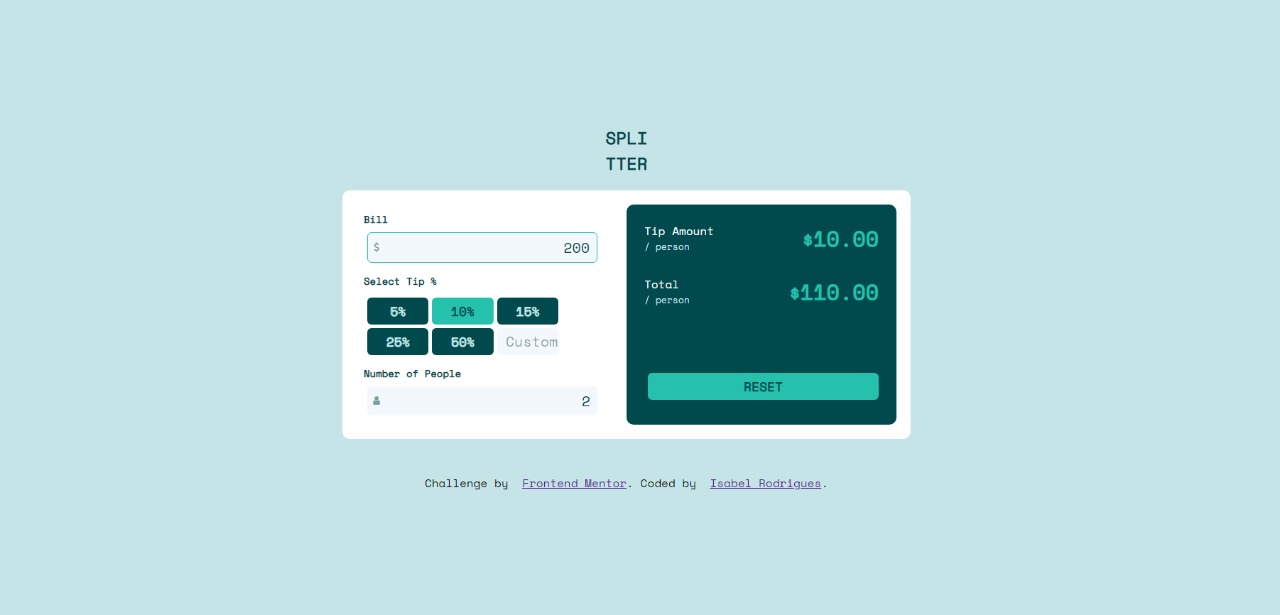 SPLI
TTER
Bill
$ 200
Select Tip %
5% 10% 15%
25% 50% Custom
Number of People
2
Tip Amount
/ person
$10.00
Total
/ person
$110.00
RESET
Challenge by Frontend Mentor. Coded by Isabel Rodrigues.